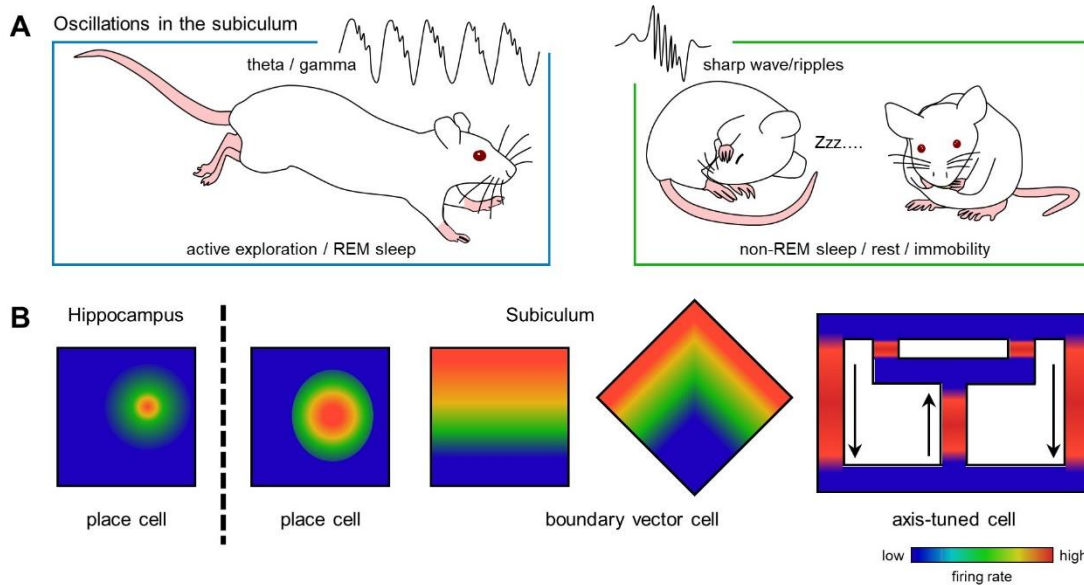 A
Oscillations in the subiculum
theta / gamma
active exploration / REM sleep
sharp wave/ripples
Zzz....
non-REM sleep / rest / immobility
B
Hippocampus
Subiculum
place cell
place cell
boundary vector cell
axis-tuned cell
low
high
firing rate